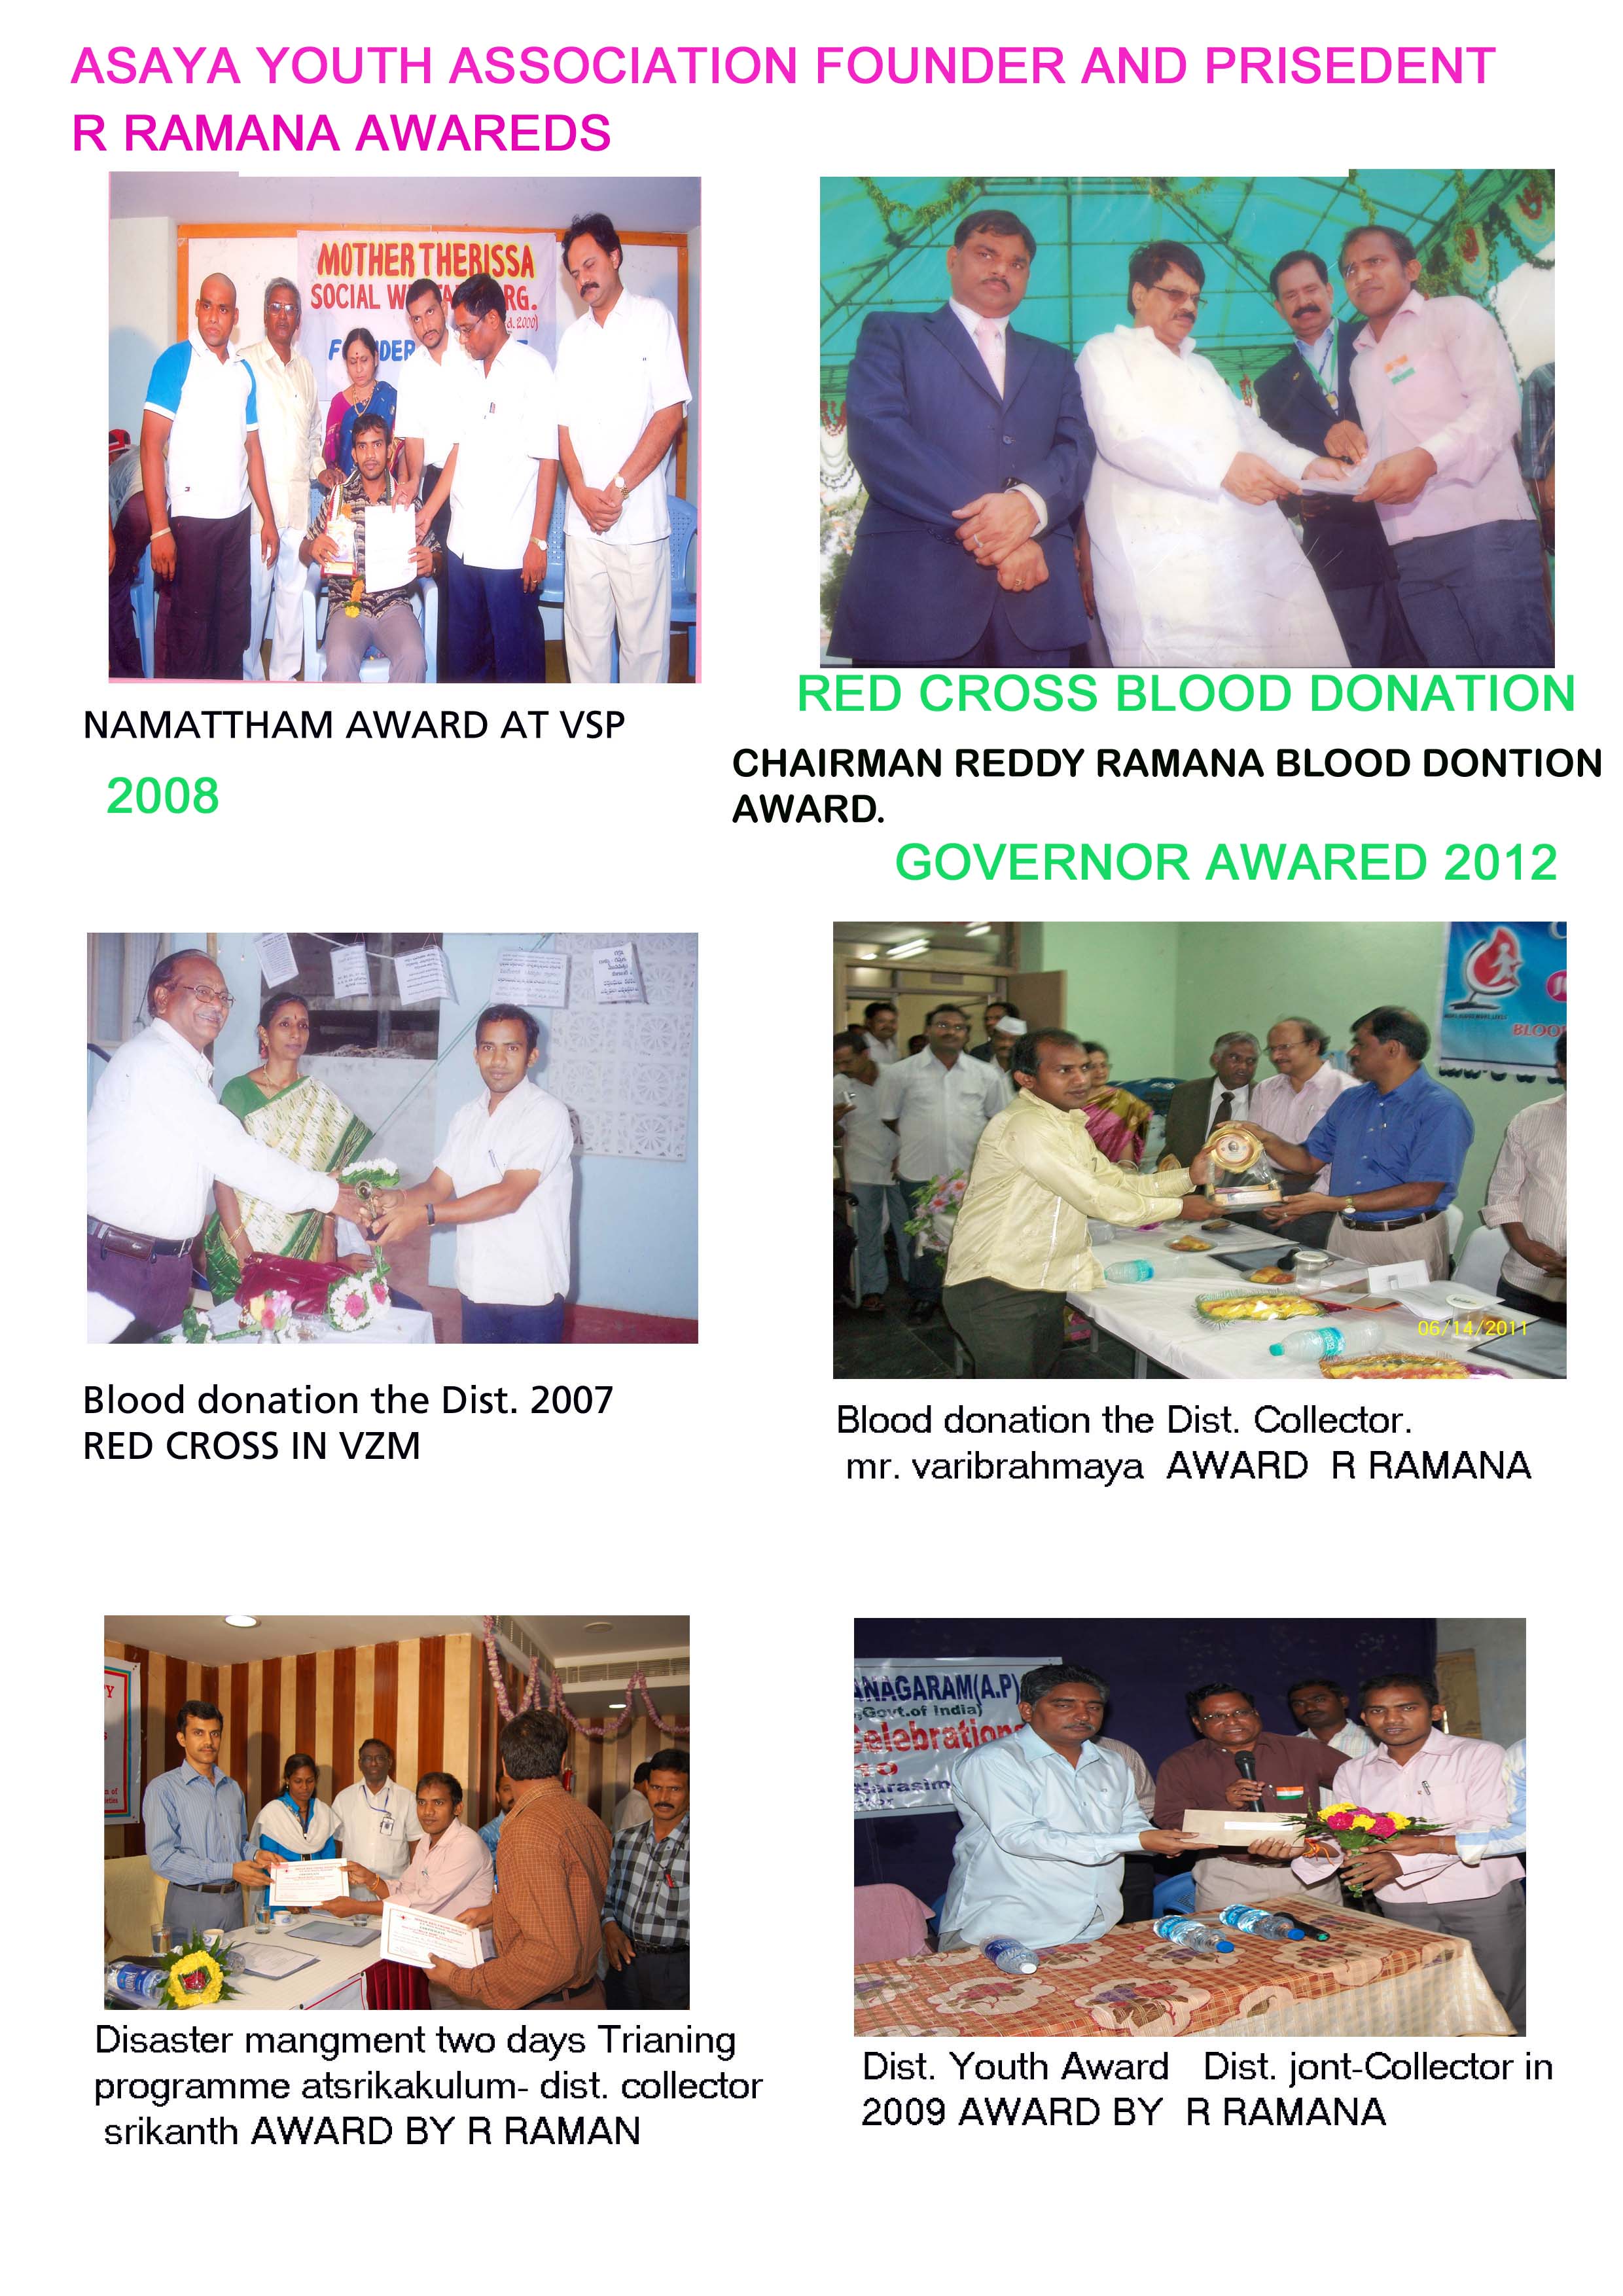 ASAYA YOUTH ASSOCIATION FOUNDER AND PRISEDENT
R RAMANA AWAREDS
MOTHER THERISSA
SOCIAL
NAMATTHAM AWARD AT VSP
2008
RED CROSS BLOOD DONATION
CHAIRMAN REDDY RAMANA BLOOD DONTION
AWARD.
GOVERNOR AWARED 2012
BLOO
06/14/2011
Blood donation the Dist. 2007
RED CROSS IN VZM
Blood donation the Dist. Collector.
mr. varibrahmaya AWARD R RAMANA
ANAGARAM(A.P)
Govt.of India)
elebration
Narasim
Disaster mangment two days Trianing
programme atsrikakulum- dist. collector
srikanth AWARD BY R RAMAN
Dist. Youth Award Dist. jont-Collector in
2009 AWARD BY R RAMANA